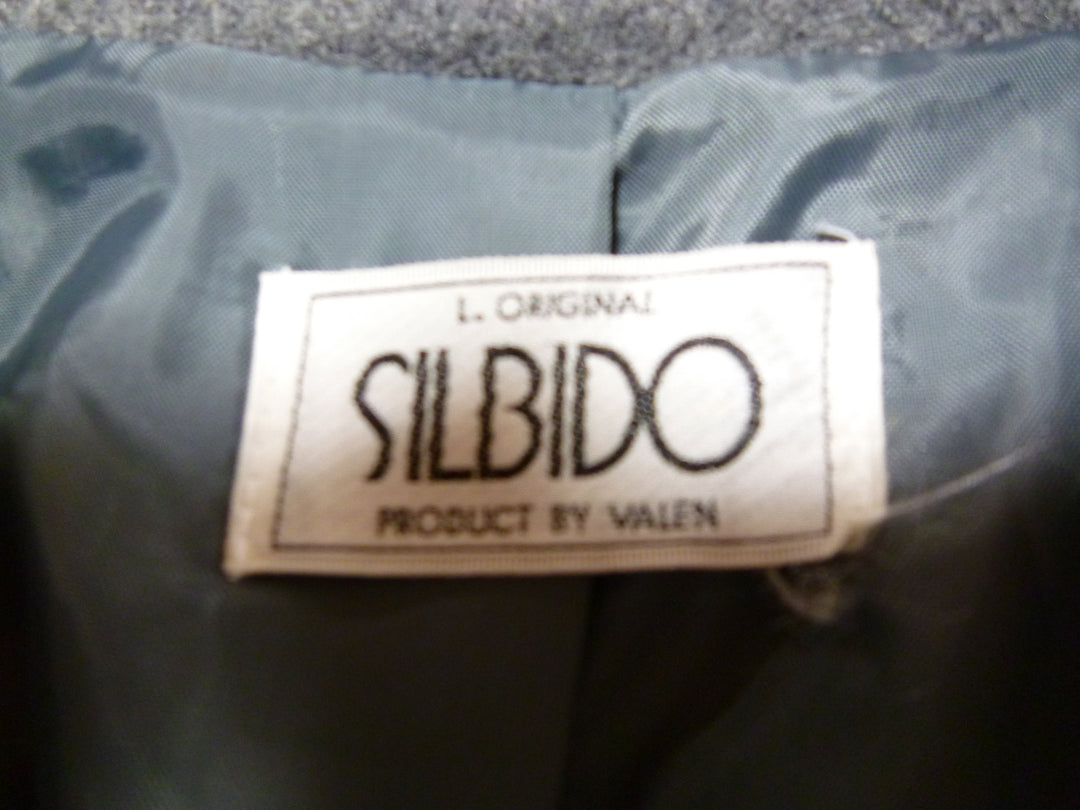 L. ORIGINAL
SILBIDO
PRODUCT BY VALEN